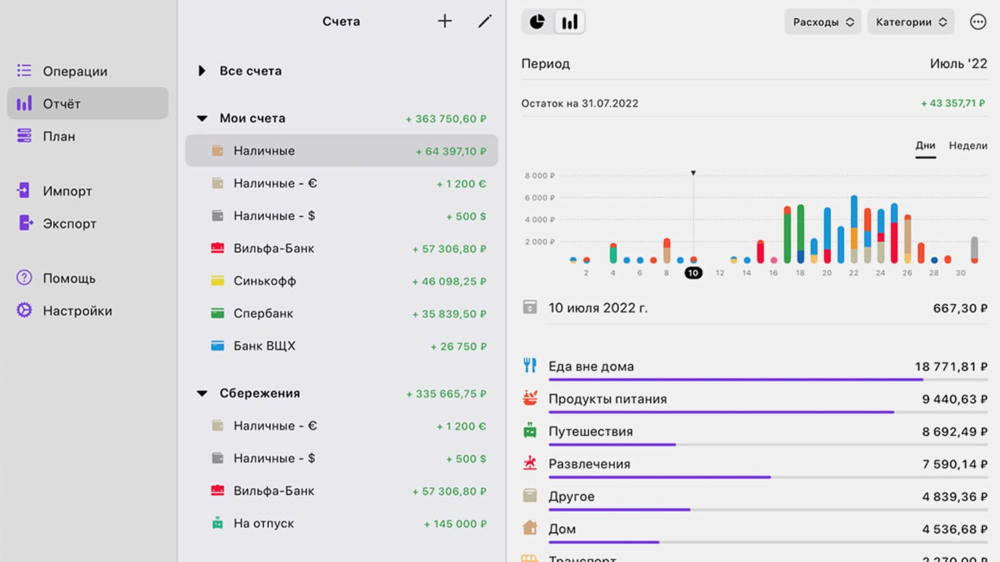 Операции
Отчёт
План
Импорт
Экспорт
Помощь
Настройки
Счета
Все счета
Мои счета + 363 750,60 ₽
Наличные + 64 397,10 ₽
Наличные - € + 1 200 €
Наличные - $ + 500 $
Вильфа-Банк + 57 306,80 ₽
Синькофф + 46 098,25 ₽
Спербанк + 35 839,50 ₽
Банк ВЩХ + 26 750 ₽
Сбережения + 335 665,75 ₽
Наличные - € + 1 200 €
Наличные - $ + 500 $
Вильфа-Банк + 57 306,80 ₽
На отпуск + 145 000 ₽
Расходы Категории
Период Июль '22
Остаток на 31.07.2022 + 43 357,71 ₽
Дни Недели
8 000 ₽
6 000 ₽
4 000 ₽
2 000 ₽
2 4 6 8 10 12 14 16 18 20 22 24 26 28 30
10 июля 2022 г. 667,30 ₽
Еда вне дома 18 771,81 ₽
Продукты питания 9 440,63 ₽
Путешествия 8 692,49 ₽
Развлечения 7 590,14 ₽
Другое 4 839,36 ₽
Дом 4 536,68 ₽
Транспорт 2 270,00 ₽